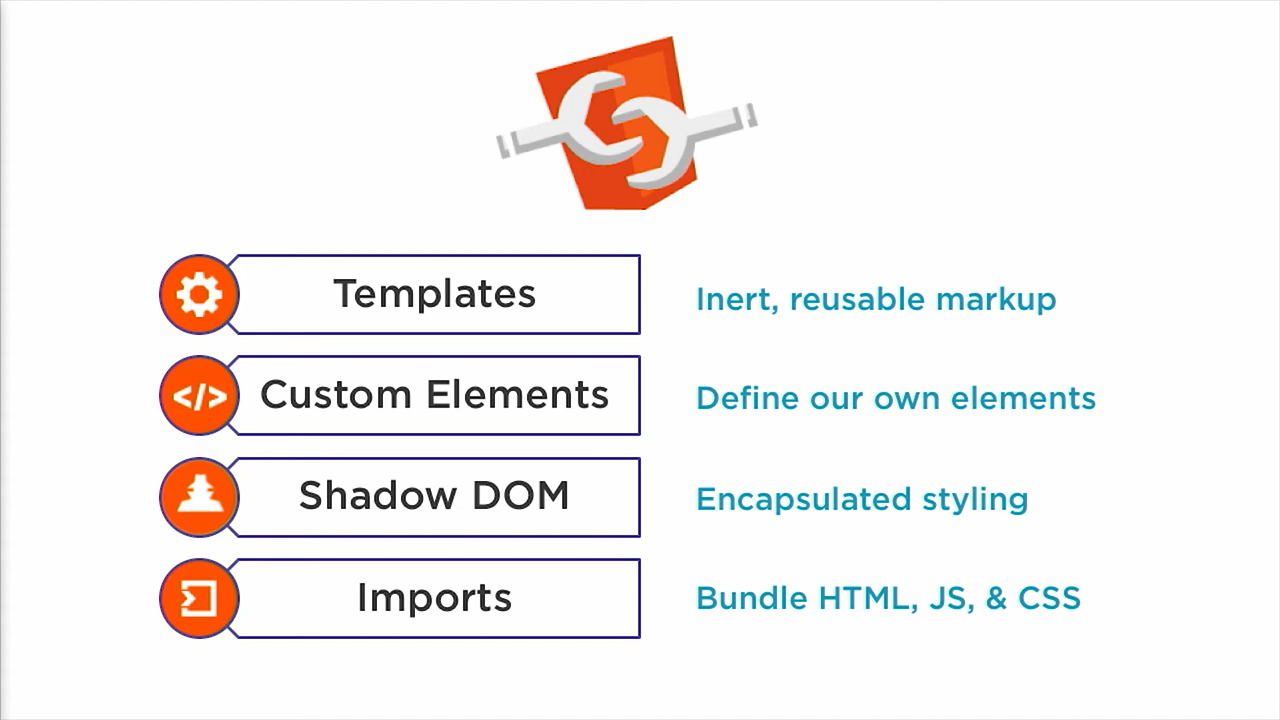 Templates
Inert, reusable markup
</>
Custom Elements
Define our own elements
Shadow DOM
Encapsulated styling
Imports
Bundle HTML, JS, & CSS